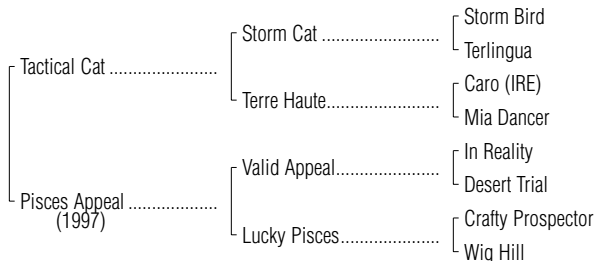 Storm Bird
Storm Cat ........................
Terlingua
Tactical Cat ......................
Caro (IRE)
Terre Haute.......................
Mia Dancer
In Reality
Valid Appeal.....................
Desert Trial
Pisces Appeal ..................
(1997)
Crafty Prospector
Lucky Pisces....................
Wig Hill